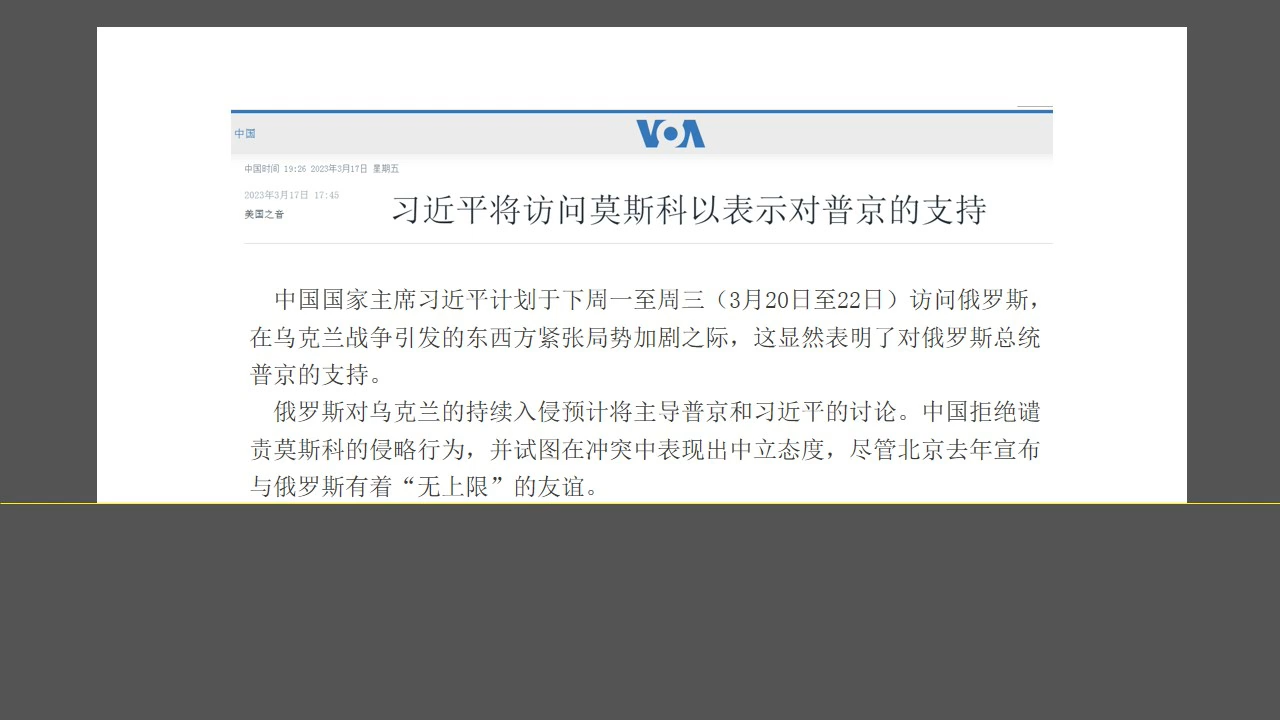 中国
VOA
中国时间 19:26 2023年3月17日 星期五
2023年3月17日 17:45
美国之音
习近平将访问莫斯科以表示对普京的支持
中国国家主席习近平计划于下周一至周三（3月20日至22日）访问俄罗斯，
在乌克兰战争引发的东西方紧张局势加剧之际，这显然表明了对俄罗斯总统
普京的支持。
俄罗斯对乌克兰的持续入侵预计将主导普京和习近平的讨论。中国拒绝谴
责莫斯科的侵略行为，并试图在冲突中表现出中立态度，尽管北京去年宣布
与俄罗斯有着“无上限”的友谊。